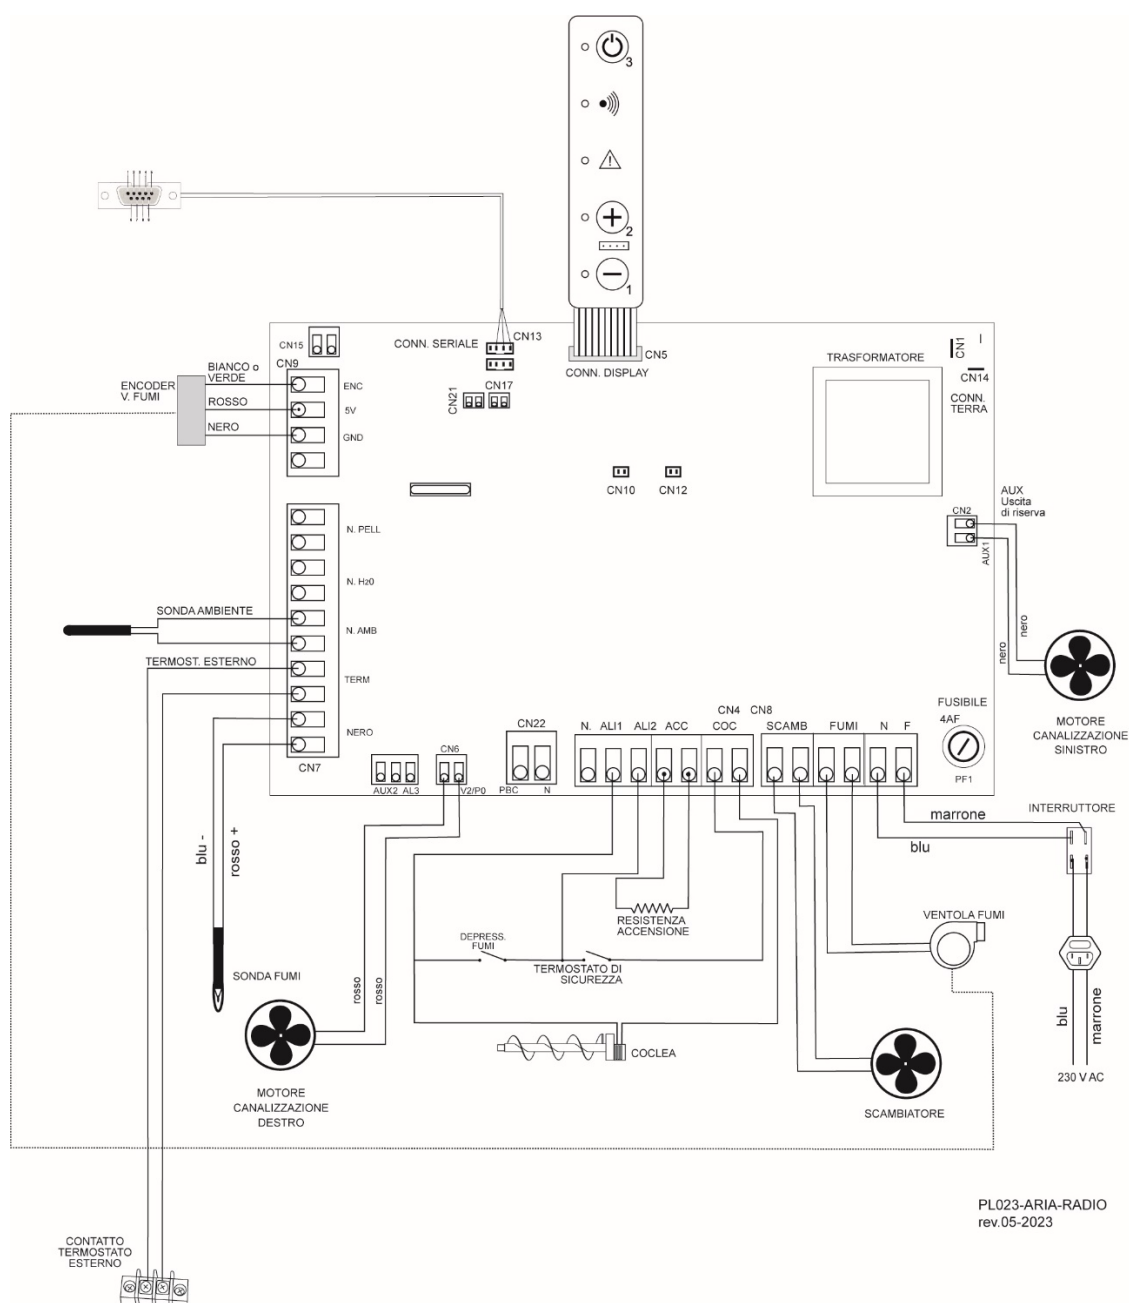 3
2
1
CN15
CONN. SERIALE
CN13
CN5
CONN. DISPLAY
CN17
CN21
TRASFORMATORE
CN1
CN14
CONN.
TERRA
CN9
BIANCO o
VERDE
ENCODER
V. FUMI
ROSSO
NERO
ENC
5V
GND
CN10
CN12
AUX
Uscita
di riserva
CN2
AUX1
nero
nero
N. PELL
N. H20
SONDA AMBIENTE
N. AMB
TERMOST. ESTERNO
TERM
NERO
CN7
MOTORE
CANALIZZAZIONE
SINISTRO
FUSIBILE
4AF
PF1
CN22
PBC
N
CN6
V2/P0
AUX2
AL3
N.
ALI1
ALI2
ACC
CN4
CN8
COC
SCAMB
FUMI
N
F
INTERRUTTORE
marrone
blu
blu -
rosso +
RESISTENZA
ACCENSIONE
VENTOLA FUMI
DEPRESS.
FUMI
TERMOSTATO DI
SICUREZZA
SONDA FUMI
rosso
rosso
COCLEA
blu
marrone
230 V AC
MOTORE
CANALIZZAZIONE
DESTRO
SCAMBIATORE
PL023-ARIA-RADIO
rev.05-2023
CONTATTO
TERMOSTATO
ESTERNO